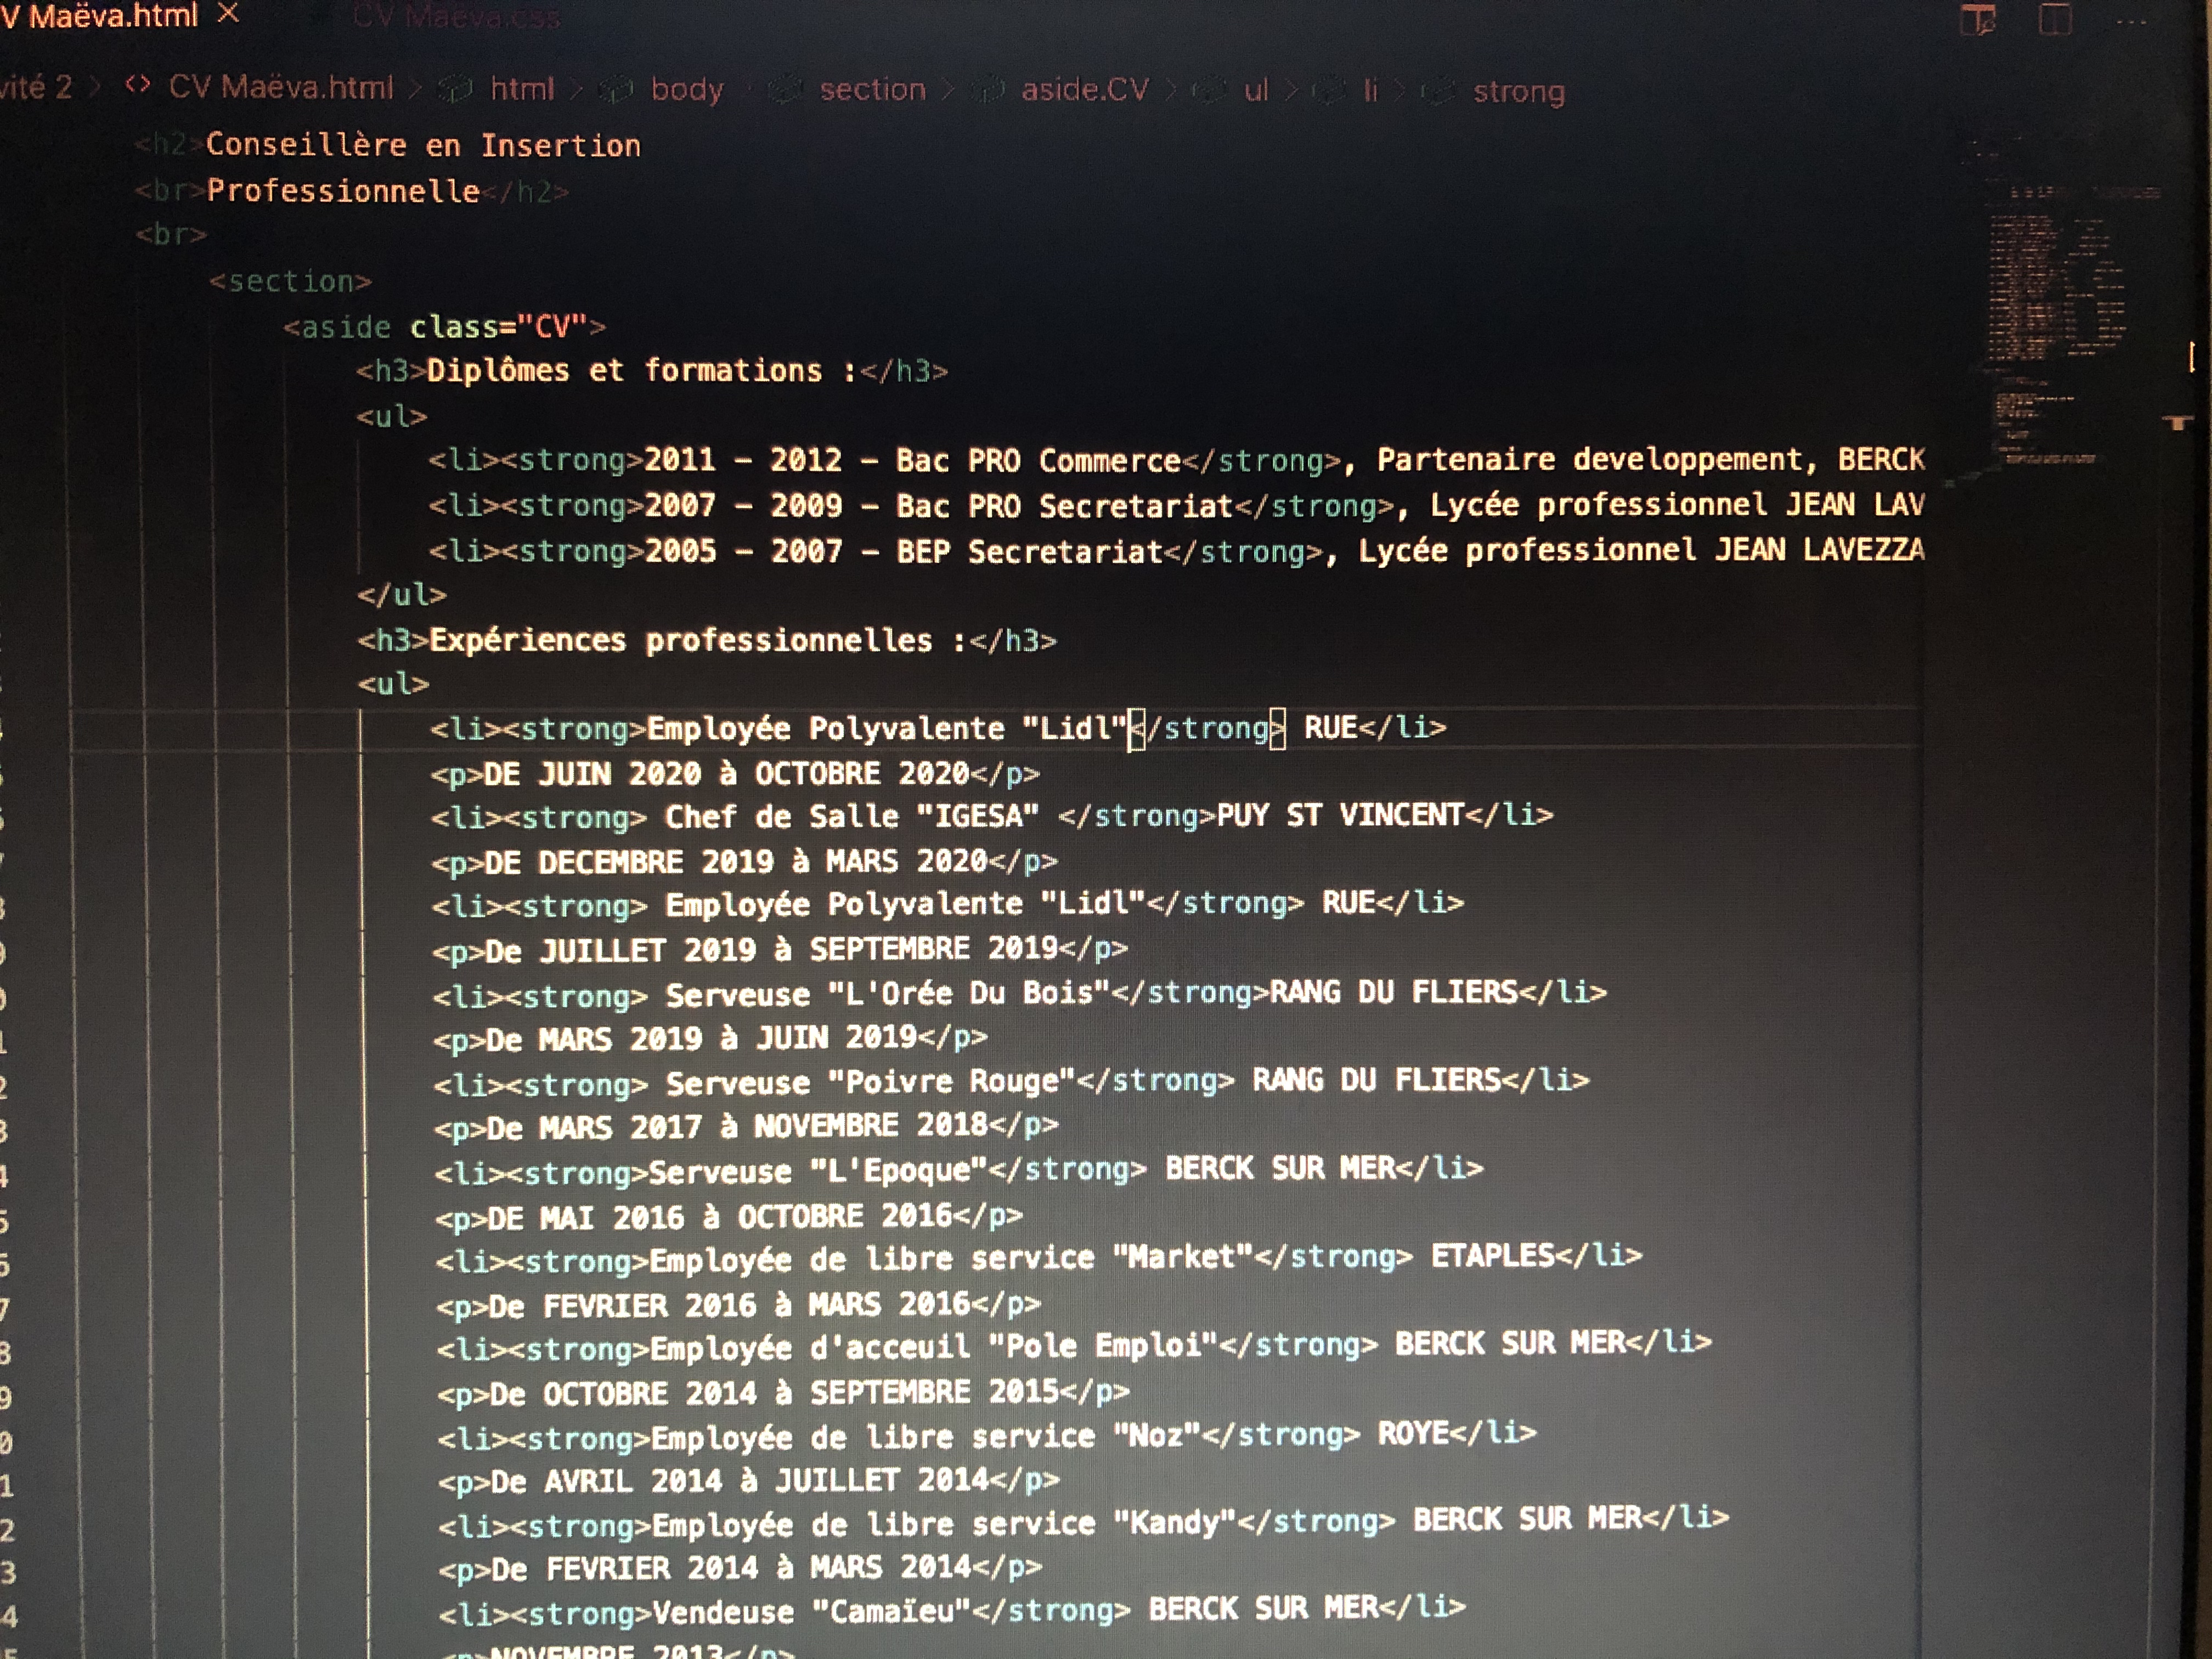 V Maëva.html ×
CV Maëva.css
vité 2 > <> CV Maëva.html > html > body > section > aside.CV > ul > li > strong
<h2>Conseillère en Insertion
<br>Professionnelle</h2>
<br>
<section>
<aside class="CV">
<h3>Diplômes et formations :</h3>
<ul>
<li><strong>2011 – 2012 – Bac PRO Commerce</strong>, Partenaire developpement, BERCK
<li><strong>2007 – 2009 – Bac PRO Secretariat</strong>, Lycée professionnel JEAN LAV
<li><strong>2005 – 2007 – BEP Secretariat</strong>, Lycée professionnel JEAN LAVEZZA
</ul>
<h3>Expériences professionnelles :</h3>
<ul>
<li><strong>Employée Polyvalente "Lidl"</strong> RUE</li>
<p>DE JUIN 2020 à OCTOBRE 2020</p>
<li><strong> Chef de Salle "IGESA" </strong>PUY ST VINCENT</li>
<p>DE DECEMBRE 2019 à MARS 2020</p>
<li><strong> Employée Polyvalente "Lidl"</strong> RUE</li>
<p>De JUILLET 2019 à SEPTEMBRE 2019</p>
<li><strong> Serveuse "L'Orée Du Bois"</strong>RANG DU FLIERS</li>
<p>De MARS 2019 à JUIN 2019</p>
<li><strong> Serveuse "Poivre Rouge"</strong> RANG DU FLIERS</li>
<p>De MARS 2017 à NOVEMBRE 2018</p>
<li><strong>Serveuse "L'Epoque"</strong> BERCK SUR MER</li>
<p>DE MAI 2016 à OCTOBRE 2016</p>
<li><strong>Employée de libre service "Market"</strong> ETAPLES</li>
<p>De FEVRIER 2016 à MARS 2016</p>
<li><strong>Employée d'acceuil "Pole Emploi"</strong> BERCK SUR MER</li>
<p>De OCTOBRE 2014 à SEPTEMBRE 2015</p>
<li><strong>Employée de libre service "Noz"</strong> ROYE</li>
<p>De AVRIL 2014 à JUILLET 2014</p>
<li><strong>Employée de libre service "Kandy"</strong> BERCK SUR MER</li>
<p>De FEVRIER 2014 à MARS 2014</p>
<li><strong>Vendeuse "Camaïeu"</strong> BERCK SUR MER</li>
<p>NOVEMBRE 2013</p>